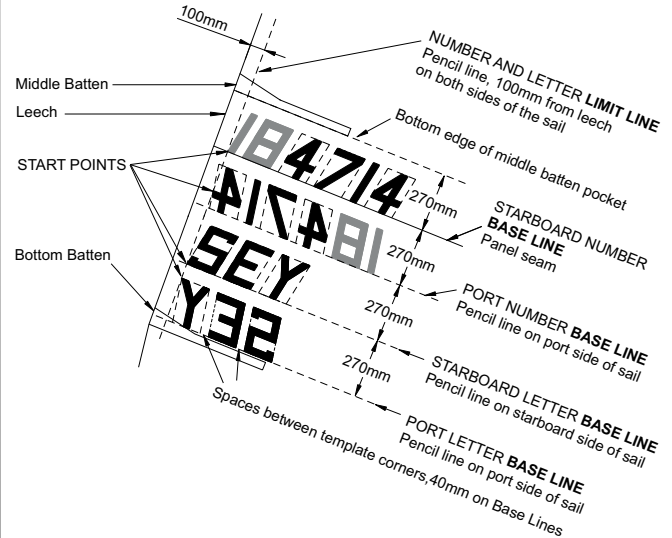 100mm
NUMBER AND LETTER LIMIT LINE
Pencil line, 100mm from leech
on both sides of the sail
Middle Batten
Leech
Bottom edge of middle batten pocket
START POINTS
184714
270mm
STARBOARD NUMBER
BASE LINE
Panel seam
184714
270mm
PORT NUMBER BASE LINE
Pencil line on port side of sail
SEY
270mm
STARBOARD LETTER BASE LINE
Pencil line on starboard side of sail
Bottom Batten
SEY
270mm
PORT LETTER BASE LINE
Pencil line on port side of sail
Spaces between template corners,40mm on Base Lines